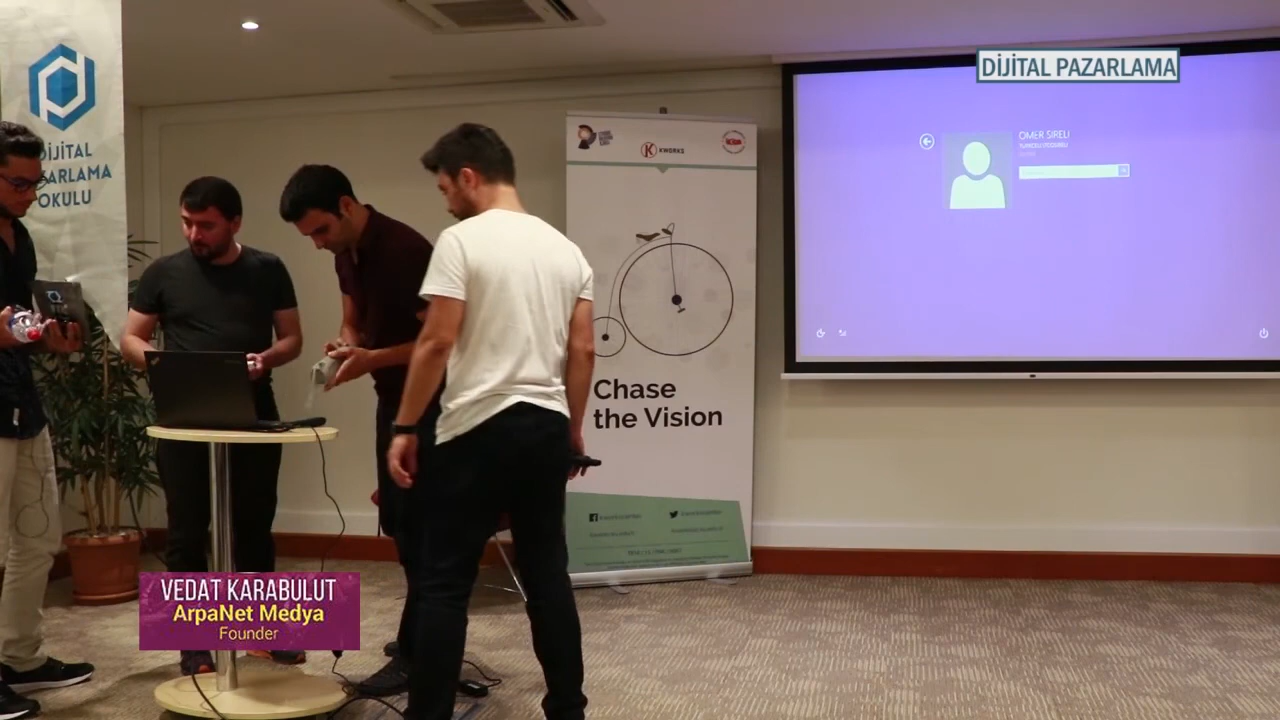 DİJİTAL PAZARLAMA
DİJİTAL
PAZARLAMA
OKULU
KWORKS
OMER SIRELI
Chase
the Vision
VEDAT KARABULUT
ArpaNet Medya
Founder